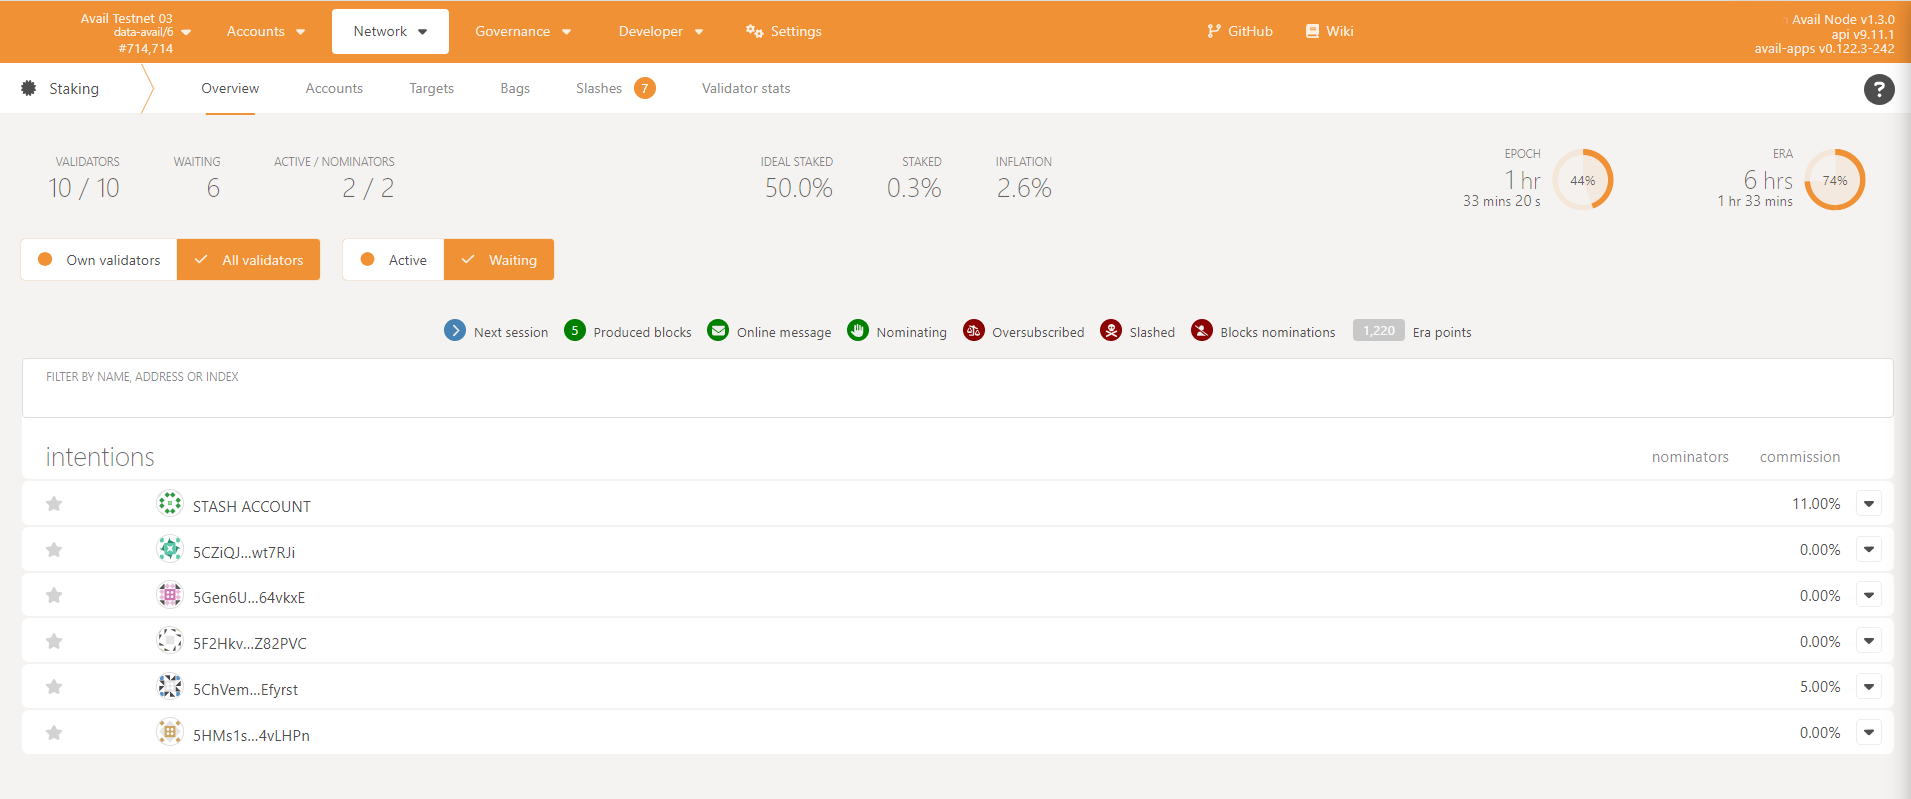 Avail Testnet 03
data-avail/6
#714,714
Accounts
Network
Governance
Developer
Settings
GitHub
Wiki
Avail Node v1.3.0
api v9.11.1
avail-apps v0.122.3-242
Staking
Overview
Accounts
Targets
Bags
Slashes 7
Validator stats
?
VALIDATORS
10 / 10
WAITING
6
ACTIVE / NOMINATORS
2 / 2
IDEAL STAKED
50.0%
STAKED
0.3%
INFLATION
2.6%
EPOCH
1 hr
33 mins 20 s
44%
ERA
6 hrs
1 hr 33 mins
74%
Own validators
All validators
Active
Waiting
Next session
5 Produced blocks
Online message
Nominating
Oversubscribed
Slashed
Blocks nominations
1,220 Era points
FILTER BY NAME, ADDRESS OR INDEX
intentions nominators commission
STASH ACCOUNT 11.00%
5CZiQJ...wt7RJi 0.00%
5Gen6U...64vkxE 0.00%
5F2Hkv...Z82PVC 0.00%
5ChVem...Efyrst 5.00%
5HMs1s...4vLHPn 0.00%